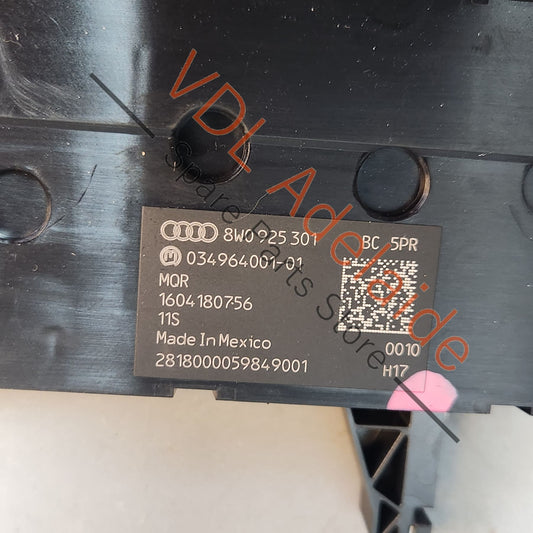 8W0 925 301 BC 5PR
034964001-01
MQR
1604180756
11S
Made In Mexico 0010
2818000059849001 H17
VDL Adelaide
Spare Parts Store